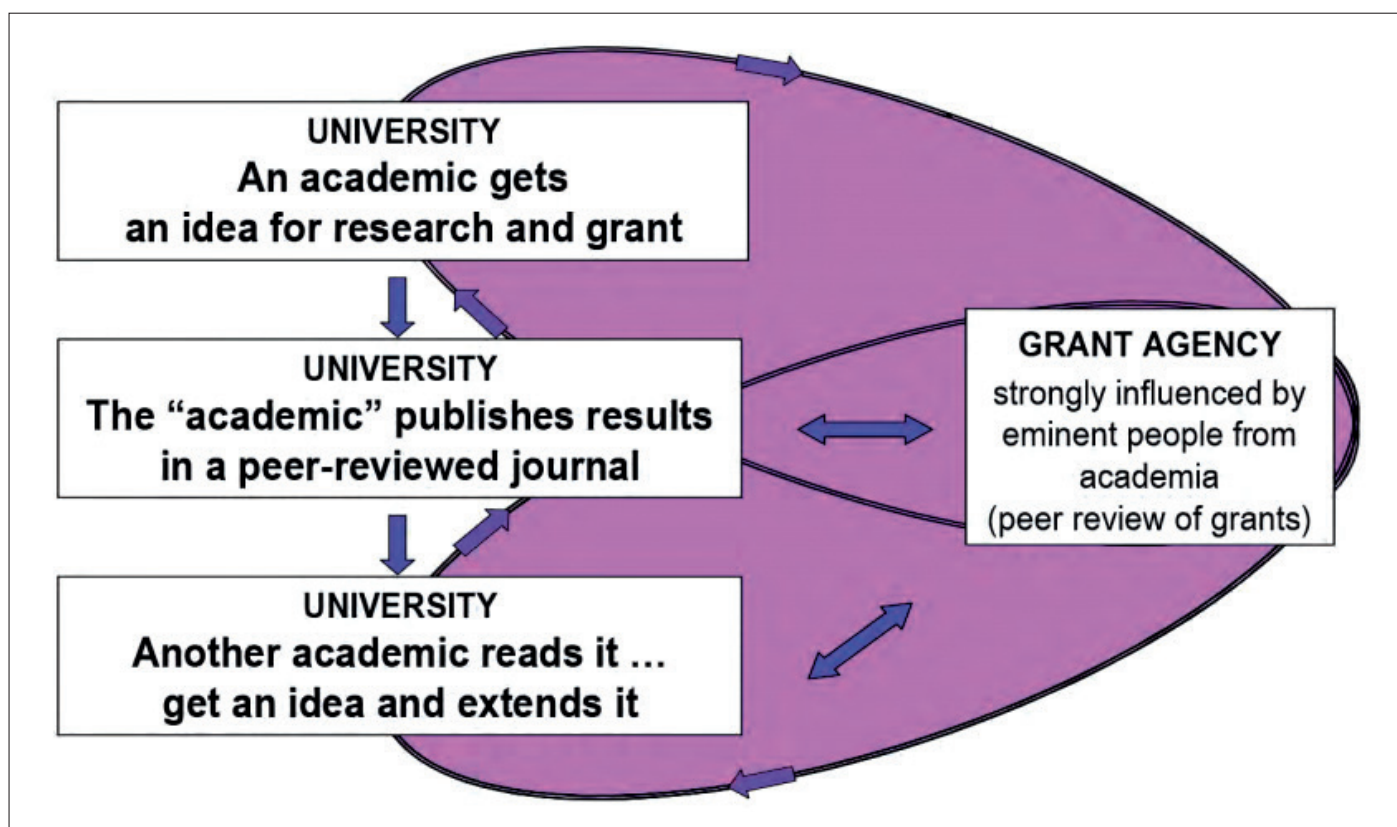 UNIVERSITY
An academic gets
an idea for research and grant
UNIVERSITY
The “academic” publishes results
in a peer-reviewed journal
UNIVERSITY
Another academic reads it ...
get an idea and extends it
GRANT AGENCY
strongly influenced by
eminent people from
academia
(peer review of grants)